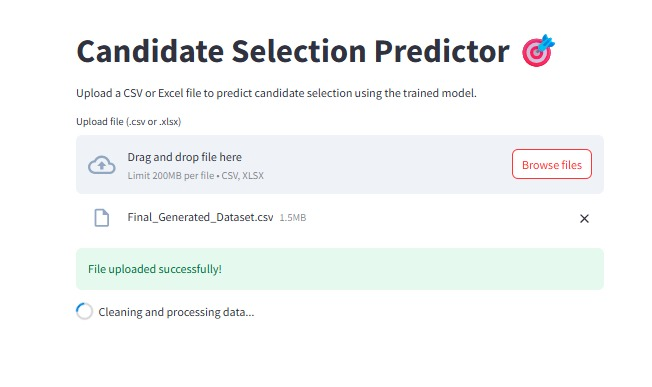 Candidate Selection Predictor 🎯
Upload a CSV or Excel file to predict candidate selection using the trained model.
Upload file (.csv or .xlsx)
Drag and drop file here
Limit 200MB per file • CSV, XLSX
Browse files
Final_Generated_Dataset.csv 1.5MB
File uploaded successfully!
Cleaning and processing data...